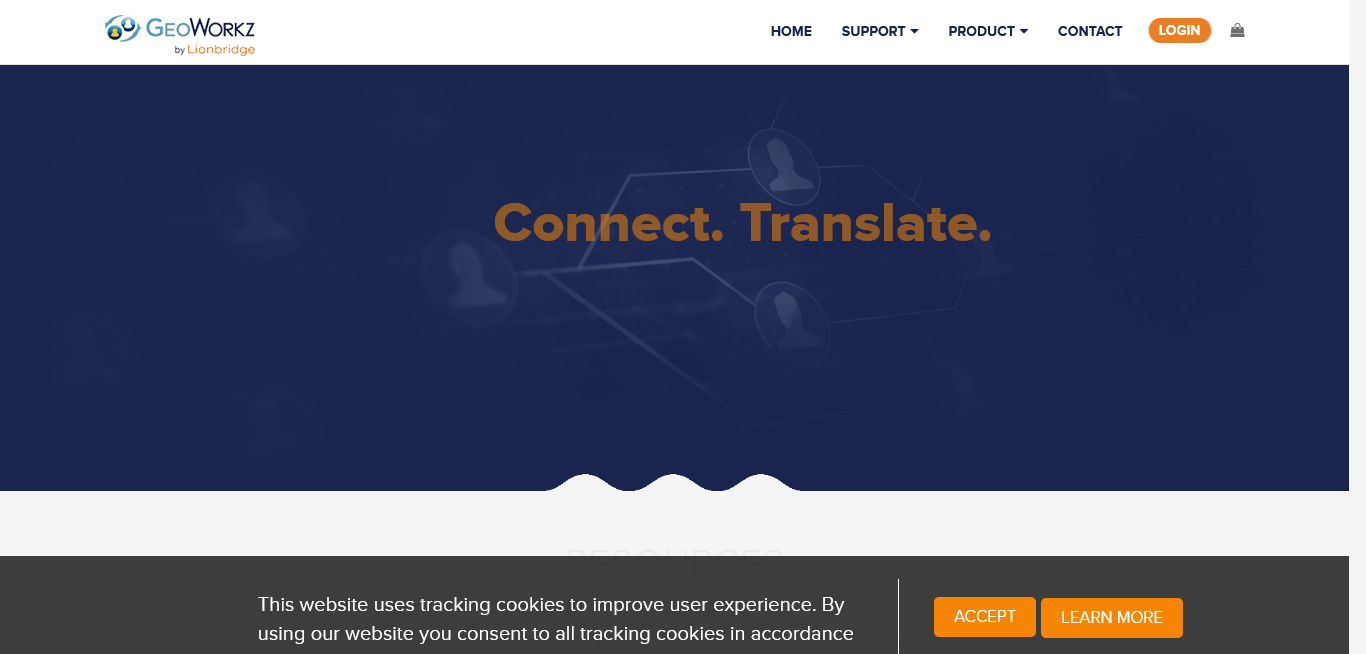 GEOWORKZ
by Lionbridge
HOME SUPPORT PRODUCT CONTACT LOGIN
Connect. Translate.
RESOURCES
This website uses tracking cookies to improve user experience. By
using our website you consent to all tracking cookies in accordance
ACCEPT LEARN MORE